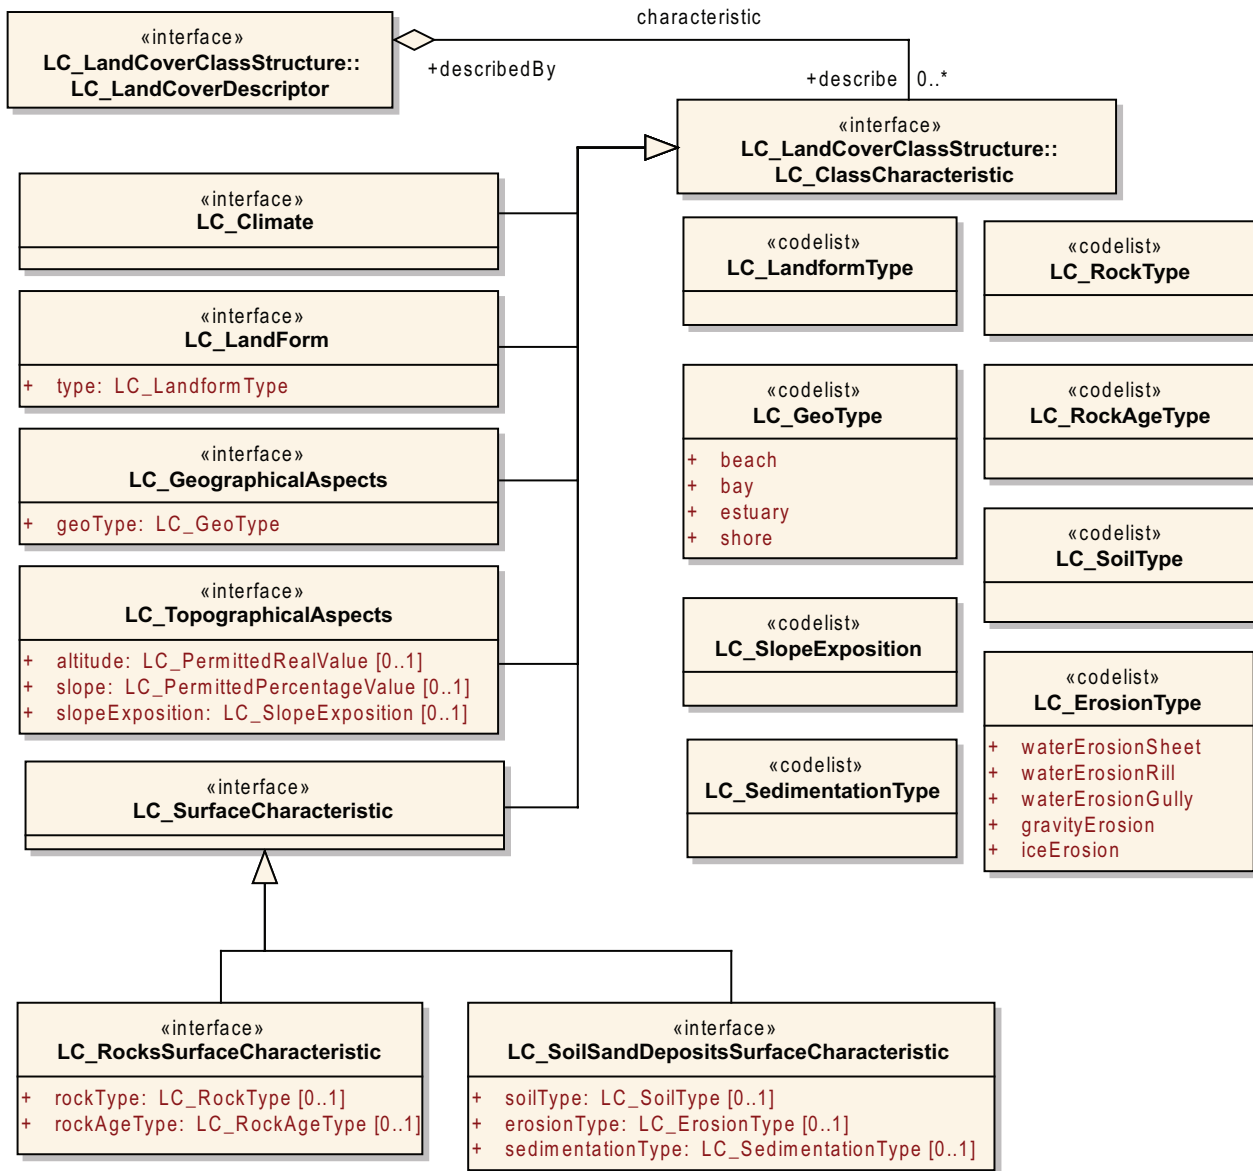 «interface»
LC_LandCoverClassStructure::
LC_LandCoverDescriptor
characteristic
+describedBy
+describe 0..*
«interface»
LC_LandCoverClassStructure::
LC_ClassCharacteristic
«interface»
LC_Climate
«interface»
LC_LandForm
+ type: LC_LandformType
«interface»
LC_GeographicalAspects
+ geoType: LC_GeoType
«interface»
LC_TopographicalAspects
+ altitude: LC_PermittedRealValue [0..1]
+ slope: LC_PermittedPercentageValue [0..1]
+ slopeExposition: LC_SlopeExposition [0..1]
«interface»
LC_SurfaceCharacteristic
«codelist»
LC_LandformType
«codelist»
LC_RockType
«codelist»
LC_GeoType
+ beach
+ bay
+ estuary
+ shore
«codelist»
LC_RockAgeType
«codelist»
LC_SoilType
«codelist»
LC_SlopeExposition
«codelist»
LC_ErosionType
+ waterErosionSheet
+ waterErosionRill
+ waterErosionGully
+ gravityErosion
+ iceErosion
«codelist»
LC_SedimentationType
«interface»
LC_RocksSurfaceCharacteristic
+ rockType: LC_RockType [0..1]
+ rockAgeType: LC_RockAgeType [0..1]
«interface»
LC_SoilSandDepositsSurfaceCharacteristic
+ soilType: LC_SoilType [0..1]
+ erosionType: LC_ErosionType [0..1]
+ sedimentationType: LC_SedimentationType [0..1]